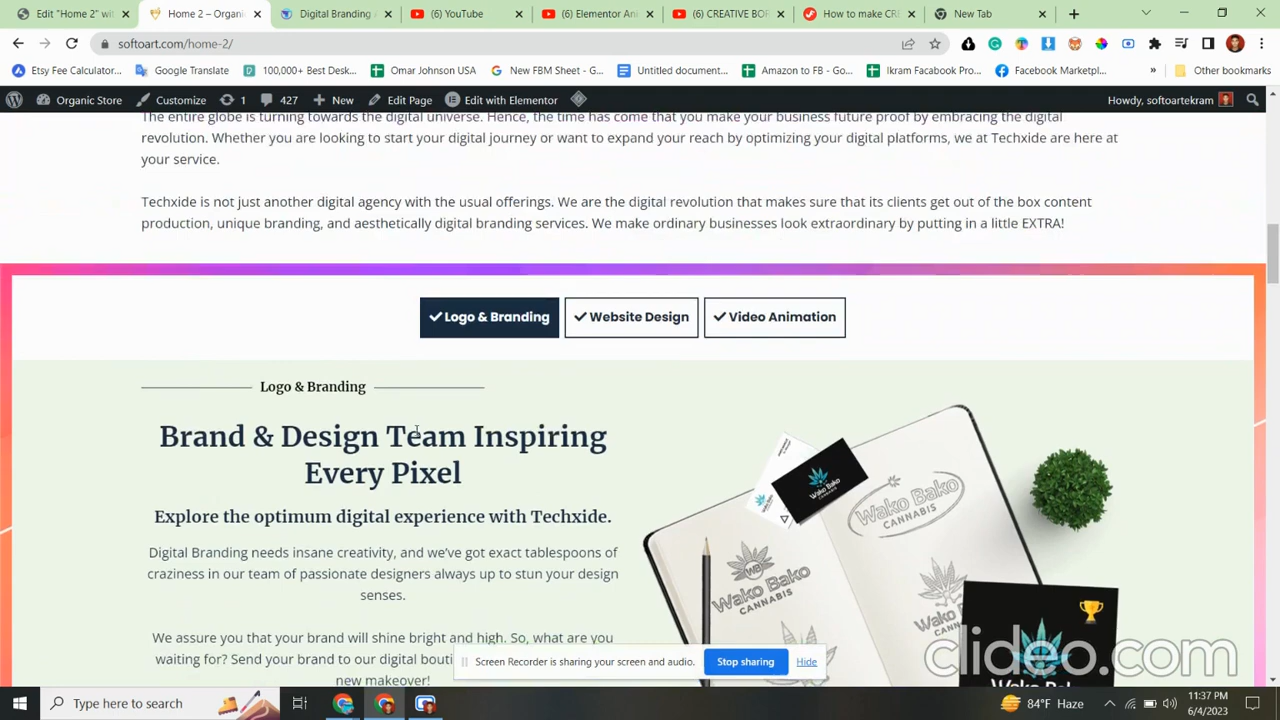 Edit "Home 2" wit
Home 2 – Organic
Digital Branding A
(6) YouTube
(6) Elementor Ani
(6) CREATIVE BOR
How to make CRE
New Tab
softoart.com/home-2/
Etsy Fee Calculator...
Google Translate
100,000+ Best Desk...
Omar Johnson USA
New FBM Sheet - G...
Untitled document...
Amazon to FB - Go...
Ikram Facabook Pro...
Facebook Marketpl...
»
Other bookmarks
Organic Store
Customize
1
427
New
Edit Page
Edit with Elementor
Howdy, softoartekram
The entire globe is turning towards the digital universe. Hence, the time has come that you make your business future proof by embracing the digital
revolution. Whether you are looking to start your digital journey or want to expand your reach by optimizing your digital platforms, we at Techxide are here at
your service.
Techxide is not just another digital agency with the usual offerings. We are the digital revolution that makes sure that its clients get out of the box content
production, unique branding, and aesthetically digital branding services. We make ordinary businesses look extraordinary by putting in a little EXTRA!
Logo & Branding
Website Design
Video Animation
Logo & Branding
Brand & Design Team Inspiring
Every Pixel
Explore the optimum digital experience with Techxide.
Digital Branding needs insane creativity, and we've got exact tablespoons of
craziness in our team of passionate designers always up to stun your design
senses.
We assure you that your brand will shine bright and high. So, what are you
waiting for? Send your brand to our digital bouti
new makeover!
Wako Bako
CANNABIS
Wako Bako
CANNABIS
WB
Wako Bako
CANNABIS
Screen Recorder is sharing your screen and audio.
Stop sharing
Hide
clideo.com
Type here to search
84°F Haze
11:37 PM
6/4/2023